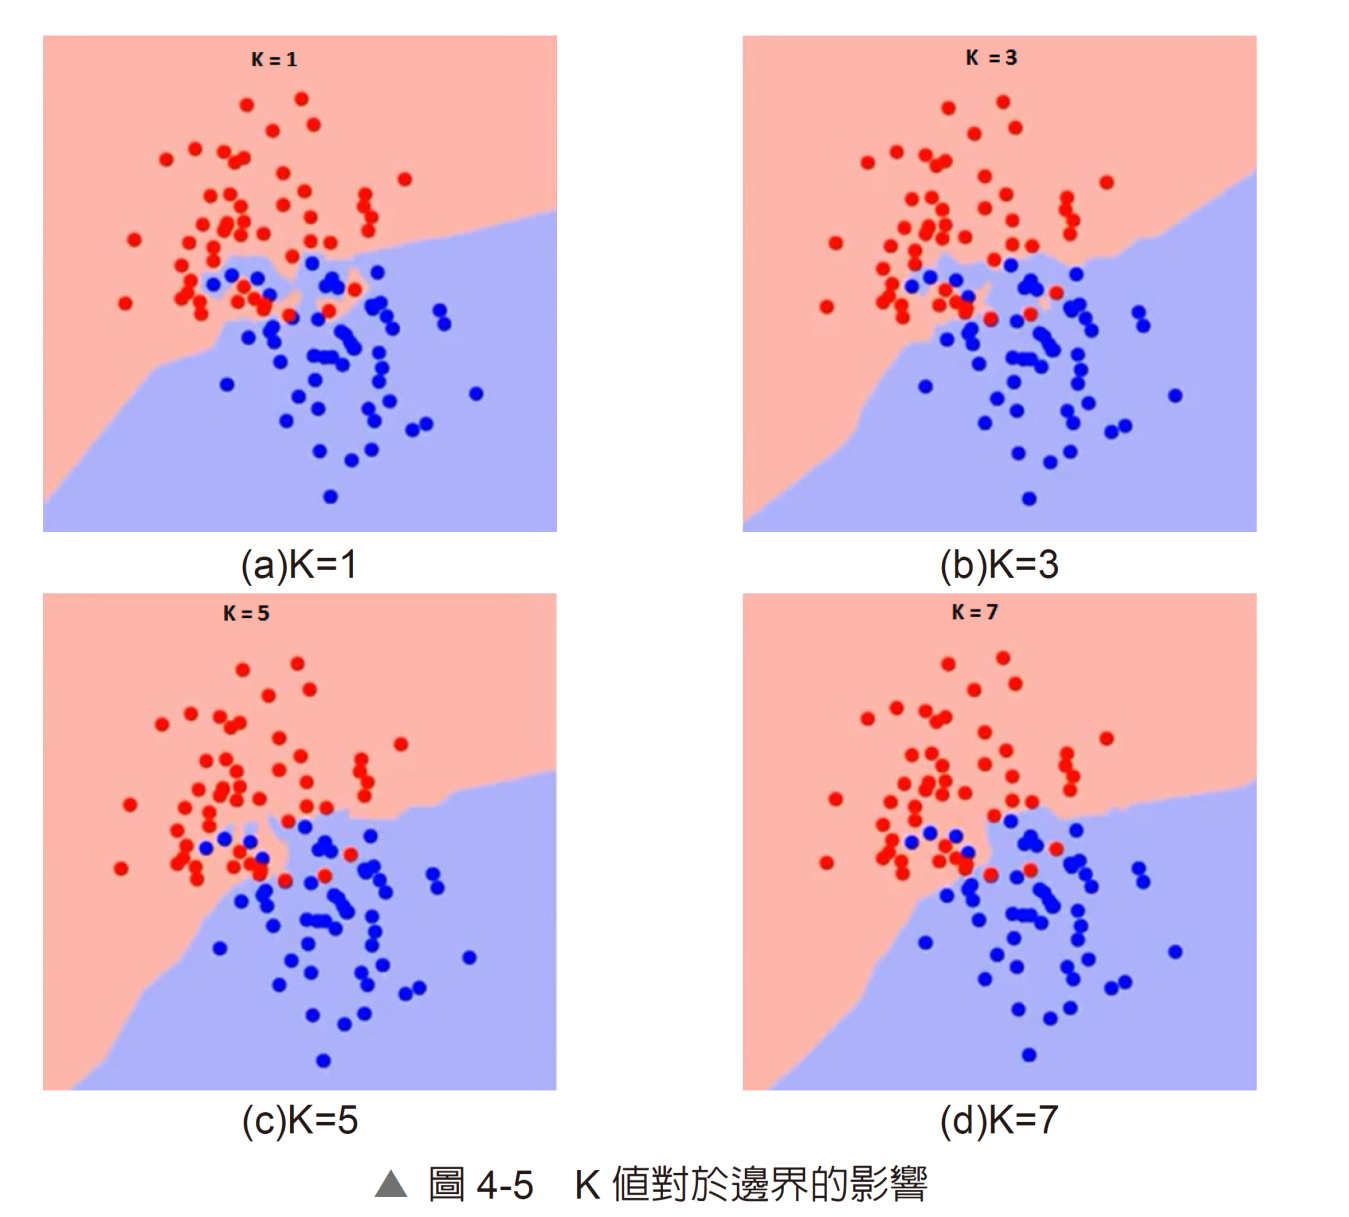 K = 1
K = 3
(a)K=1
(b)K=3
K = 5
K = 7
(c)K=5
(d)K=7
▲ 圖 4-5 K 值對於邊界的影響